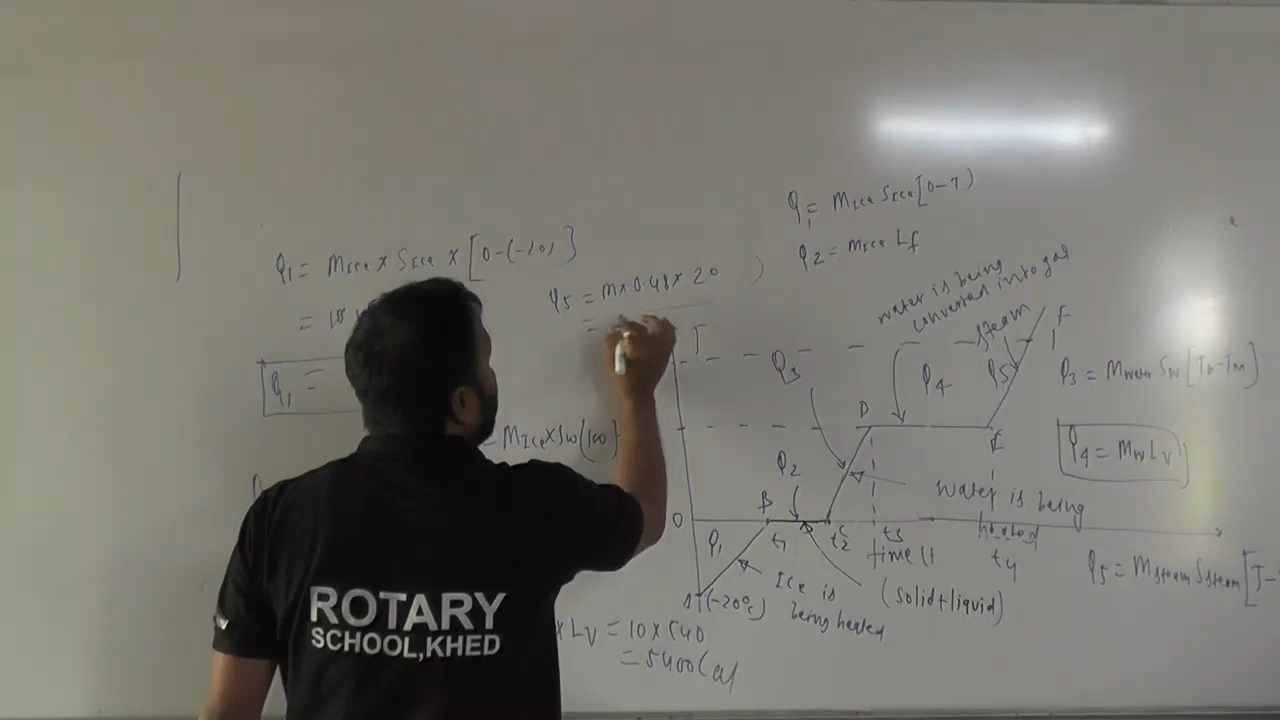 Q1 = MIce x SIce x [0-(-20)]
= 10
Q1 =
= MIce x Sw(100)
Q5 = m x 0.48 x 20
=
Q1 = MIce SIce [0-T)
Q2 = MIce Lf
water is being
converted into gas
steam
T
F
Q3
Q4
Q5
D
E
Q3 = Mwater Sw [Tb-TM]
Q4 = MwLv
Q2
B
water is being
heated
0
t1
t2
t3
t4
time (t
Q1
A (-20°C)
Ice is
being heated
(solid+liquid)
Q5 = Msteam Ssteam [T-
x Lv = 10 x 540
= 5400 Cal
ROTARY
SCHOOL,KHED